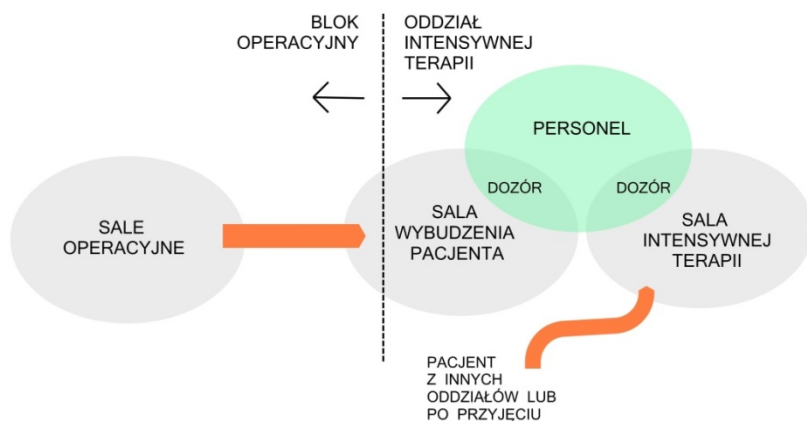 BLOK
OPERACYJNY
ODDZIAŁ
INTENSYWNEJ
TERAPII
PERSONEL
DOZÓR
DOZÓR
SALE
OPERACYJNE
SALA
WYBUDZENIA
PACJENTA
SALA
INTENSYWNEJ
TERAPII
PACJENT
Z INNYCH
ODDZIAŁÓW LUB
PO PRZYJĘCIU